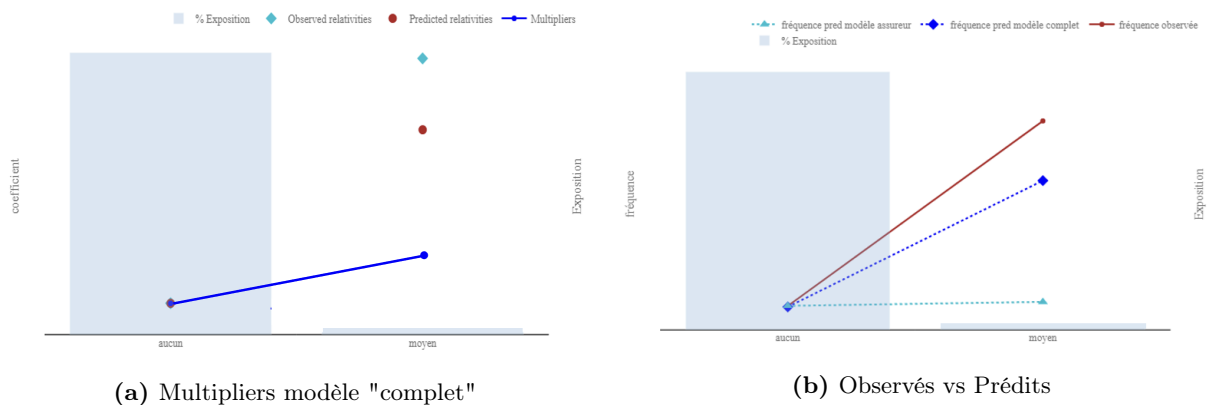 % Exposition Observed relativities Predicted relativities Multipliers
coefficient
Exposition
aucun moyen
(a) Multipliers modèle "complet"
fréquence pred modèle assureur fréquence pred modèle complet fréquence observée
% Exposition
fréquence
Exposition
aucun moyen
(b) Observés vs Prédits